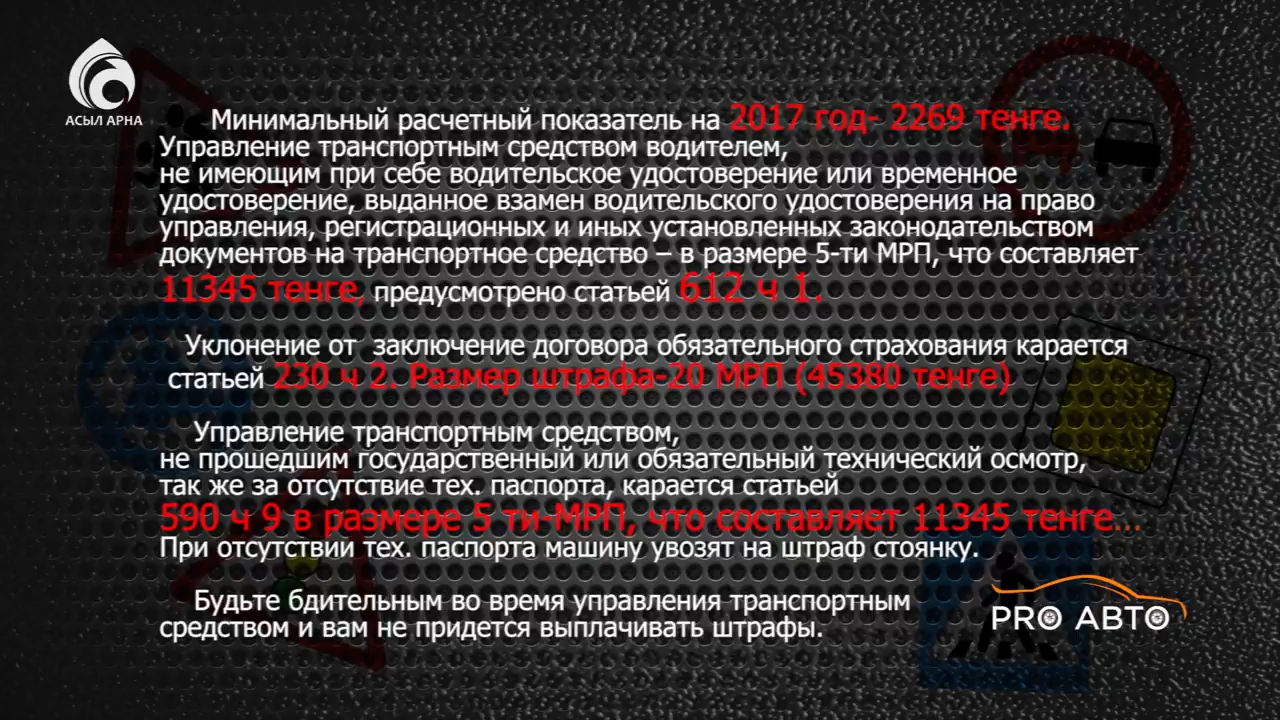 АСЫЛ АРНА
Минимальный расчетный показатель на 2017 год- 2269 тенге.
Управление транспортным средством водителем,
не имеющим при себе водительское удостоверение или временное
удостоверение, выданное взамен водительского удостоверения на право
управления, регистрационных и иных установленных законодательством
документов на транспортное средство – в размере 5-ти МРП, что составляет
11345 тенге, предусмотрено статьей 612 ч 1.
Уклонение от заключение договора обязательного страхования карается
статьей 230 ч 2. Размер штрафа-20 МРП (45380 тенге)
Управление транспортным средством,
не прошедшим государственный или обязательный технический осмотр,
так же за отсутствие тех. паспорта, карается статьей
590 ч 9 в размере 5 ти-МРП, что составляет 11345 тенге...
При отсутствии тех. паспорта машину увозят на штраф стоянку.
Будьте бдительным во время управления транспортным
средством и вам не придется выплачивать штрафы.
PRO АВТО